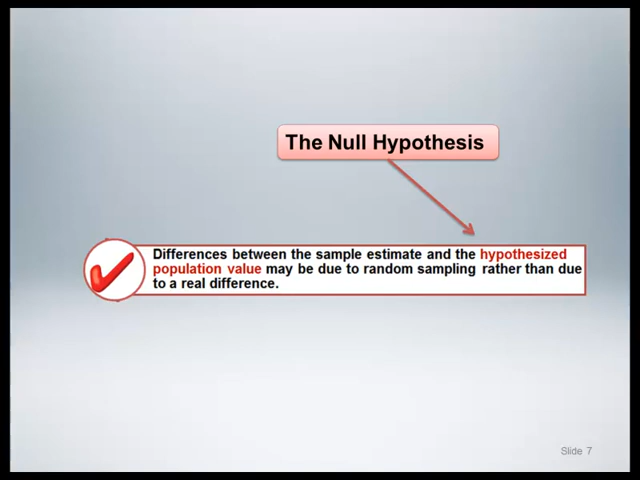 The Null Hypothesis
Differences between the sample estimate and the hypothesized
population value may be due to random sampling rather than due
to a real difference.
Slide 7